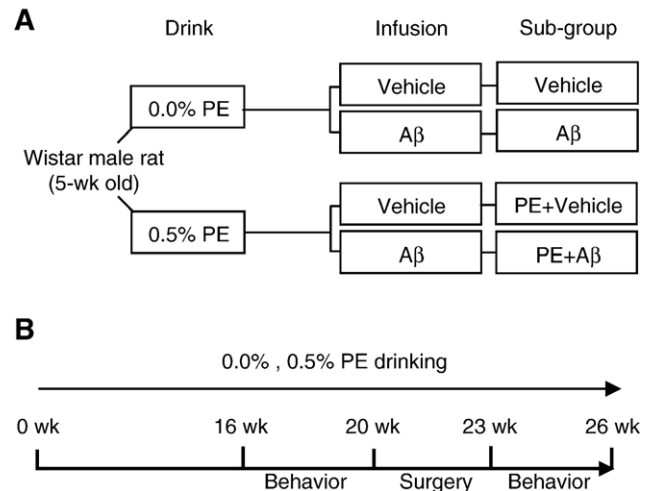 A
Drink Infusion Sub-group
0.0% PE
Vehicle Vehicle
Aβ Aβ
Wistar male rat
(5-wk old)
0.5% PE
Vehicle PE+Vehicle
Aβ PE+Aβ
B
0.0% , 0.5% PE drinking
0 wk 16 wk 20 wk 23 wk 26 wk
Behavior Surgery Behavior